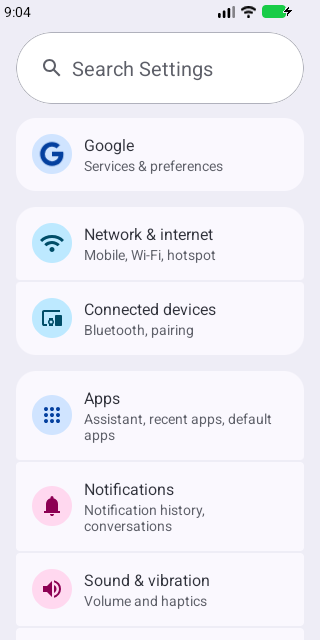 9:04
Search Settings
Google
Services & preferences
Network & internet
Mobile, Wi-Fi, hotspot
Connected devices
Bluetooth, pairing
Apps
Assistant, recent apps, default
apps
Notifications
Notification history,
conversations
Sound & vibration
Volume and haptics